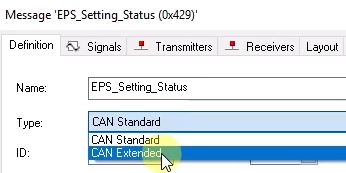 Message 'EPS_Setting_Status (0x429)'
Definition Signals Transmitters Receivers Layout
Name: EPS_Setting_Status
Type: CAN Standard
CAN Standard
ID: CAN Extended